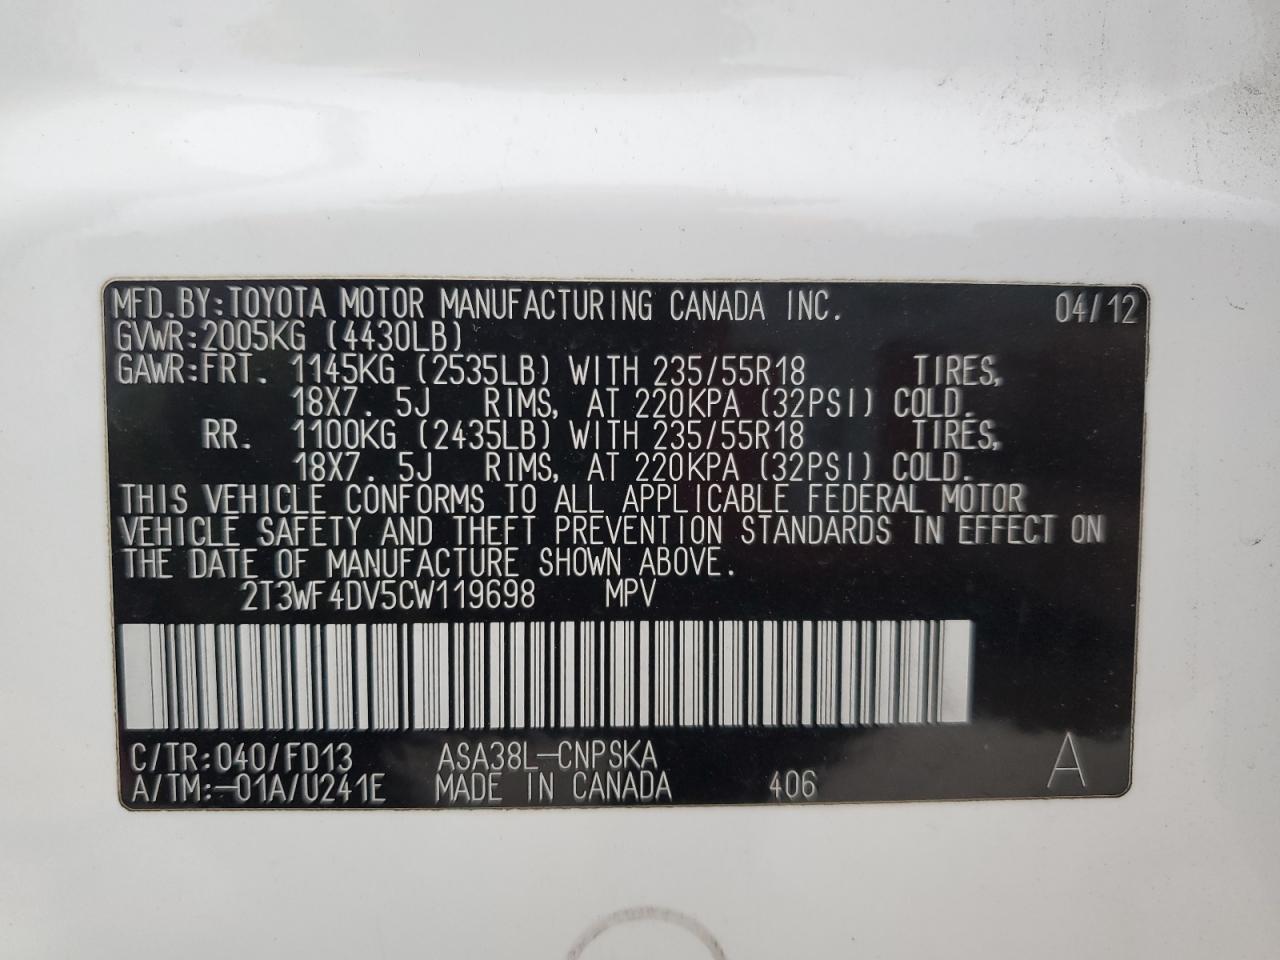 MFD.BY:TOYOTA MOTOR MANUFACTURING CANADA INC. 04/12
GVWR:2005KG (4430LB)
GAWR:FRT. 1145KG (2535LB) WITH 235/55R18 TIRES,
18X7. 5J RIMS, AT 220KPA (32PSI) COLD.
RR. 1100KG (2435LB) WITH 235/55R18 TIRES,
18X7. 5J RIMS, AT 220KPA (32PSI) COLD.
THIS VEHICLE CONFORMS TO ALL APPLICABLE FEDERAL MOTOR
VEHICLE SAFETY AND THEFT PREVENTION STANDARDS IN EFFECT ON
THE DATE OF MANUFACTURE SHOWN ABOVE.
2T3WF4DV5CW119698 MPV
C/TR:040/FD13 ASA38L-CNPSKA A
A/TM:-01A/U241E MADE IN CANADA 406